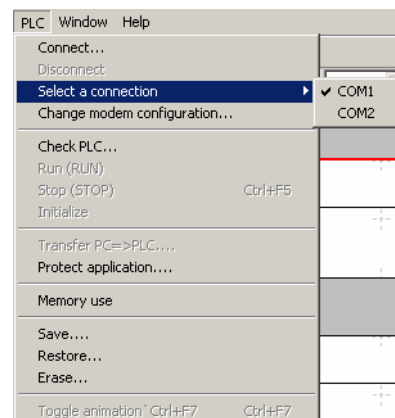 PLC Window Help
Connect...
Disconnect
Select a connection
COM1
Change modem configuration...
COM2
Check PLC...
Run (RUN)
Stop (STOP) Ctrl+F5
Initialize
Transfer PC=>PLC,...
Protect application....
Memory use
Save....
Restore...
Erase...
Toggle animation`Ctrl+F7 Ctrl+F7